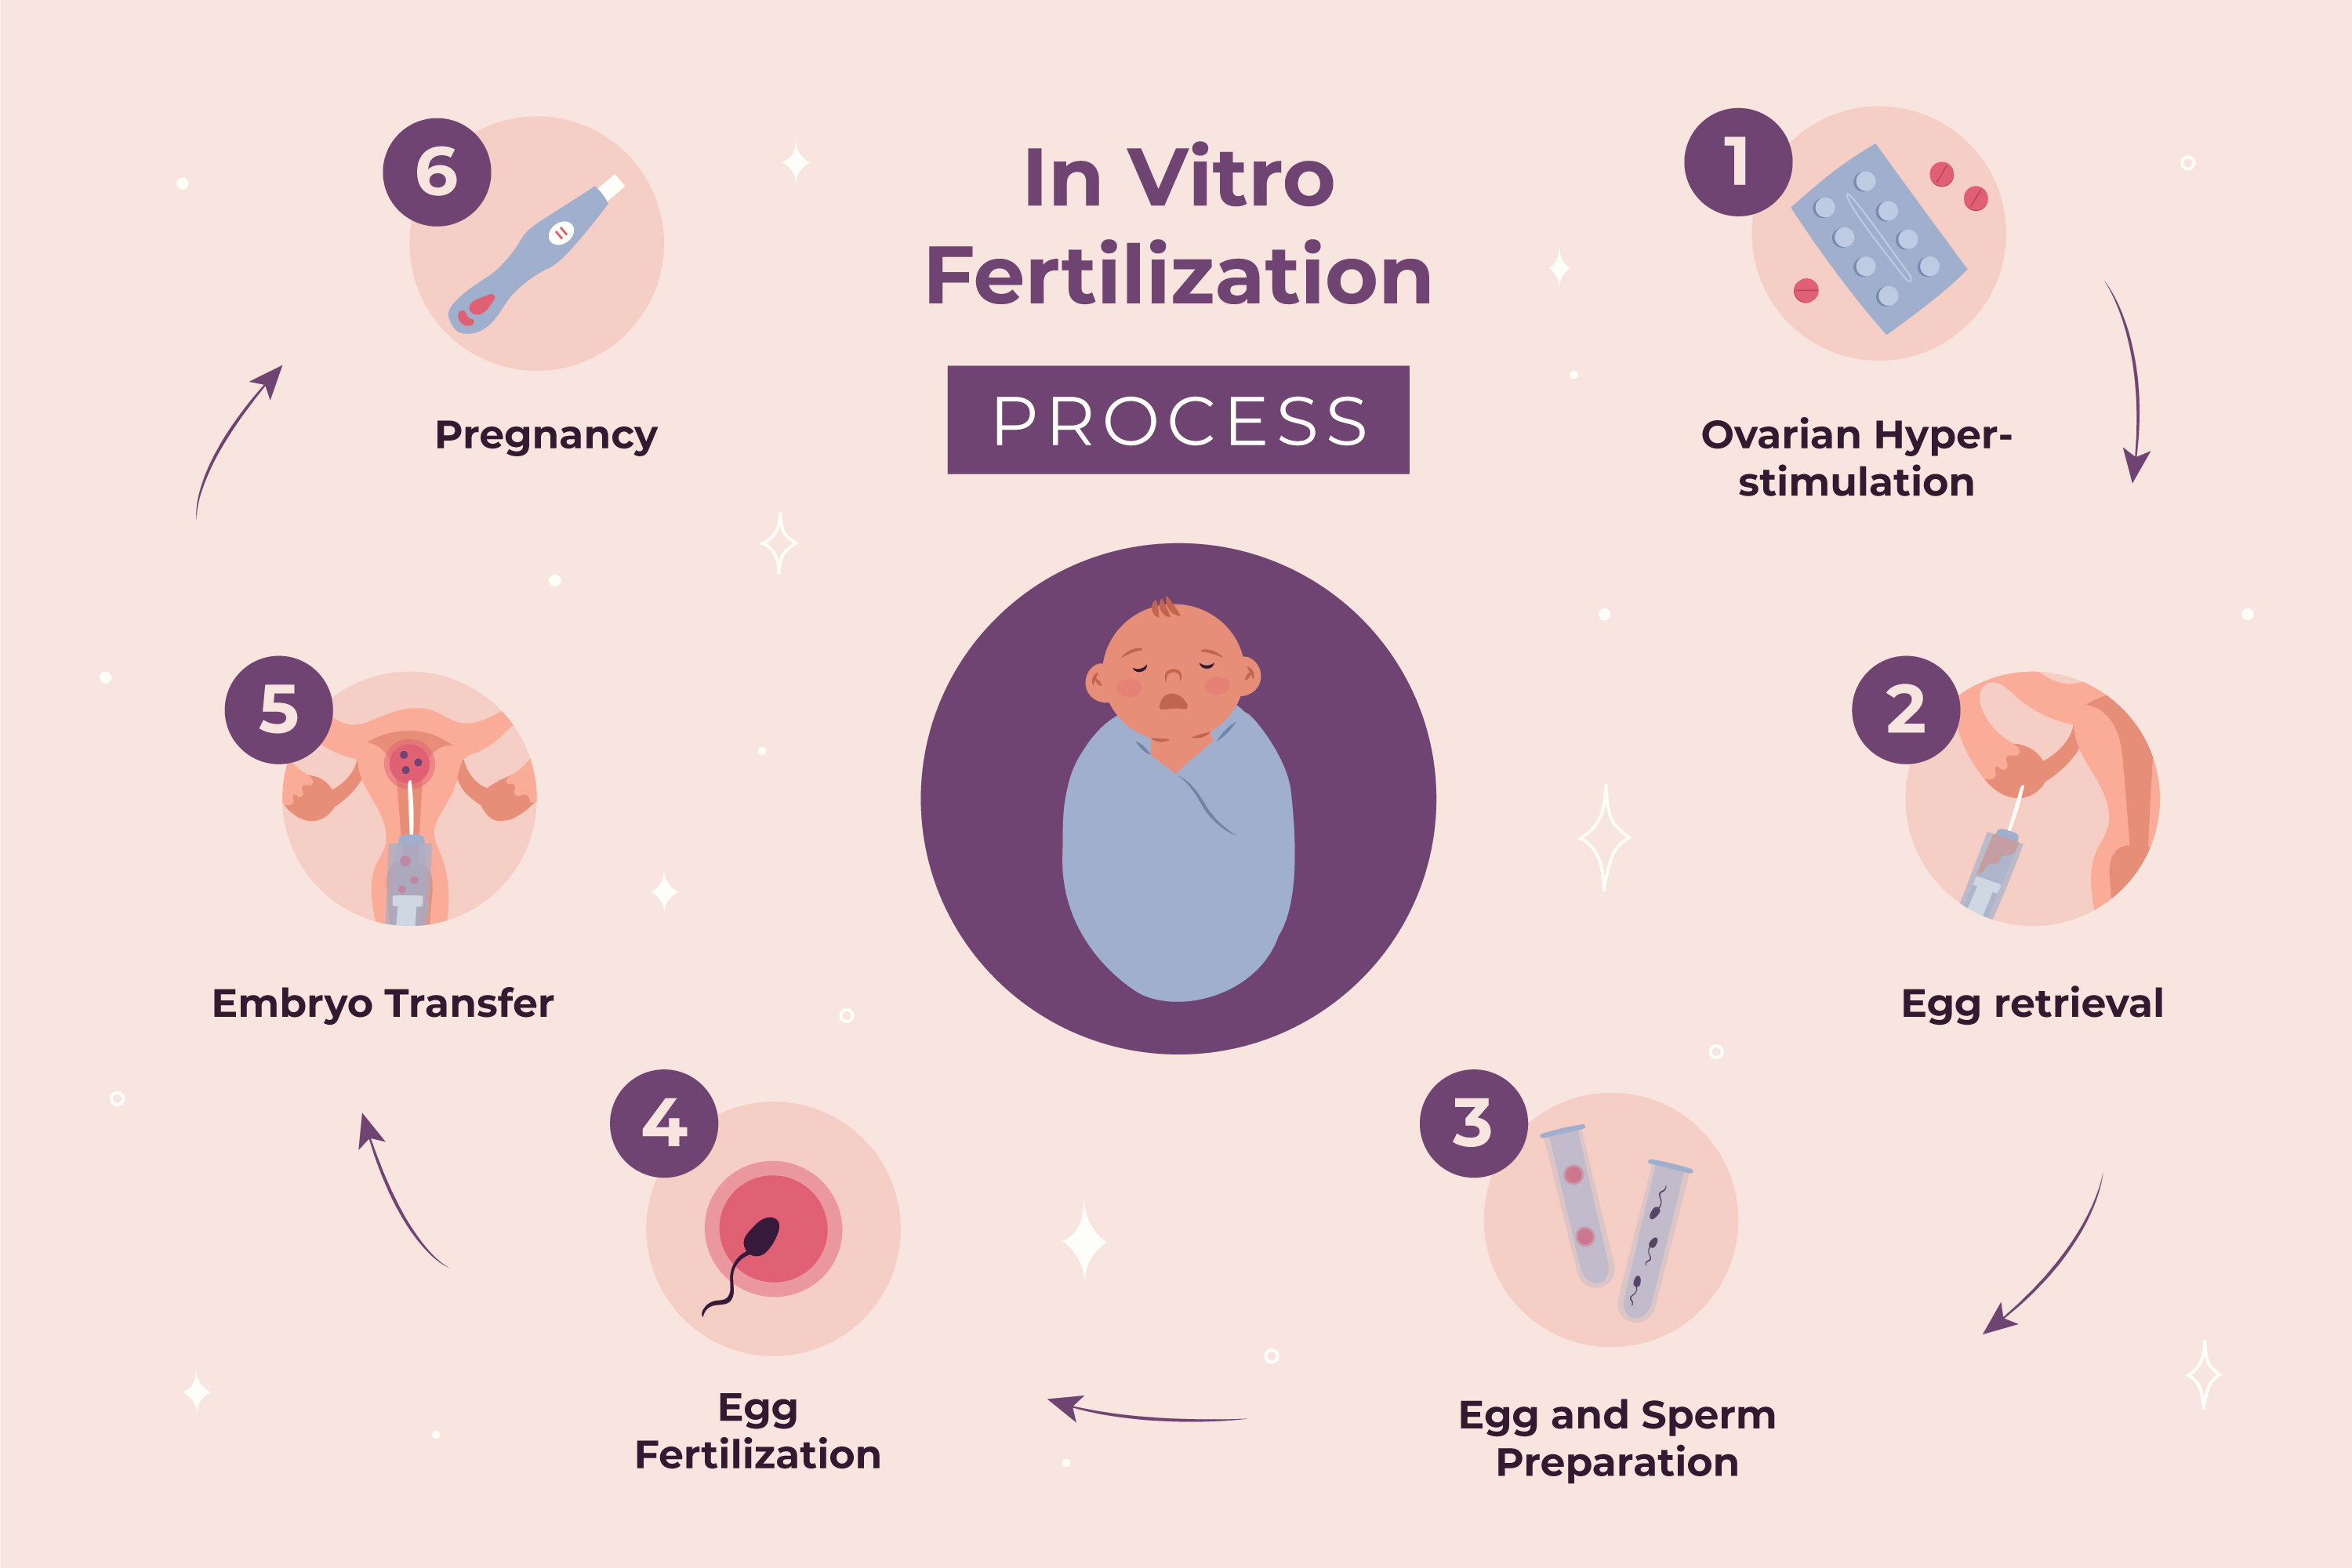 In Vitro
Fertilization
PROCESS
1
Ovarian Hyper-
stimulation
2
Egg retrieval
3
Egg and Sperm
Preparation
4
Egg
Fertilization
5
Embryo Transfer
6
Pregnancy